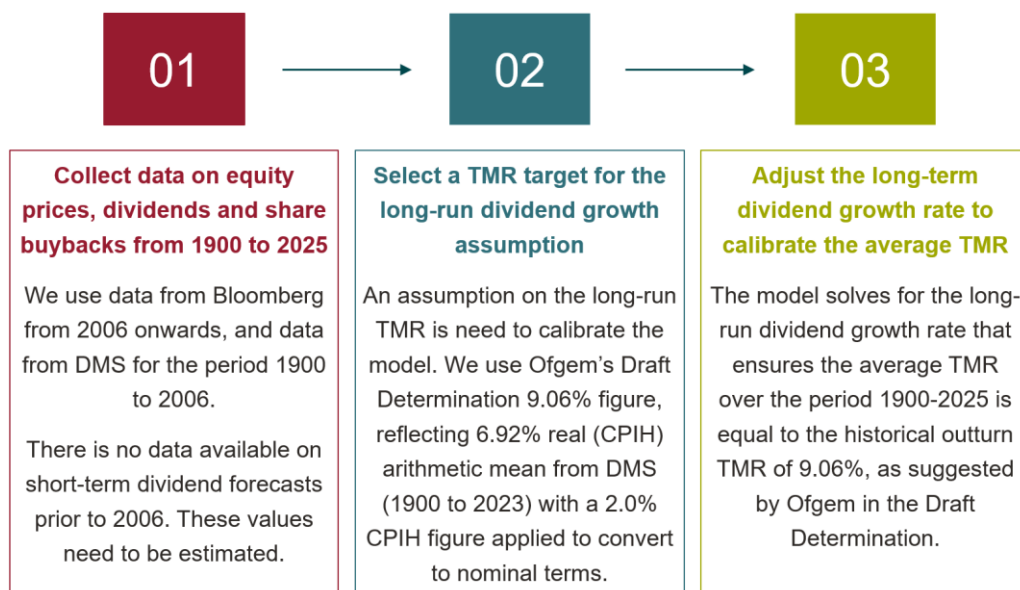 01
02
03
Collect data on equity
prices, dividends and share
buybacks from 1900 to 2025
We use data from Bloomberg
from 2006 onwards, and data
from DMS for the period 1900
to 2006.
There is no data available on
short-term dividend forecasts
prior to 2006. These values
need to be estimated.
Select a TMR target for the
long-run dividend growth
assumption
An assumption on the long-run
TMR is need to calibrate the
model. We use Ofgem's Draft
Determination 9.06% figure,
reflecting 6.92% real (CPIH)
arithmetic mean from DMS
(1900 to 2023) with a 2.0%
CPIH figure applied to convert
to nominal terms.
Adjust the long-term
dividend growth rate to
calibrate the average TMR
The model solves for the long-
run dividend growth rate that
ensures the average TMR
over the period 1900-2025 is
equal to the historical outturn
TMR of 9.06%, as suggested
by Ofgem in the Draft
Determination.